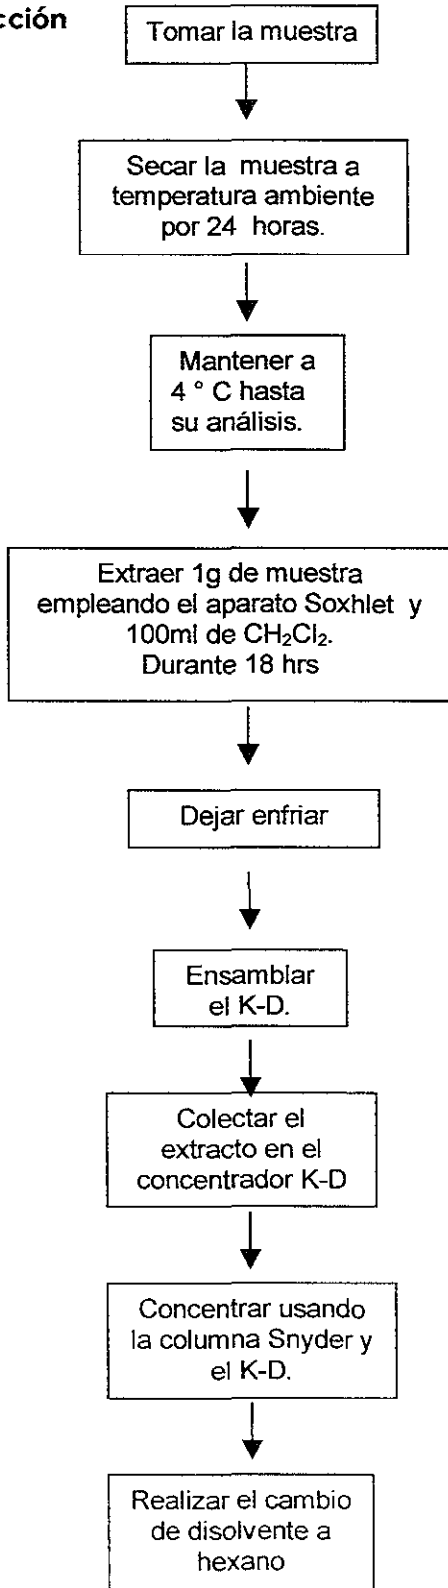 cción
Tomar la muestra
Secar la muestra a
temperatura ambiente
por 24 horas.
Mantener a
4 ° C hasta
su análisis.
Extraer 1g de muestra
empleando el aparato Soxhlet y
100ml de CH₂Cl₂.
Durante 18 hrs
Dejar enfriar
Ensamblar
el K-D.
Colectar el
extracto en el
concentrador K-D
Concentrar usando
la columna Snyder y
el K-D.
Realizar el cambio
de disolvente a
hexano